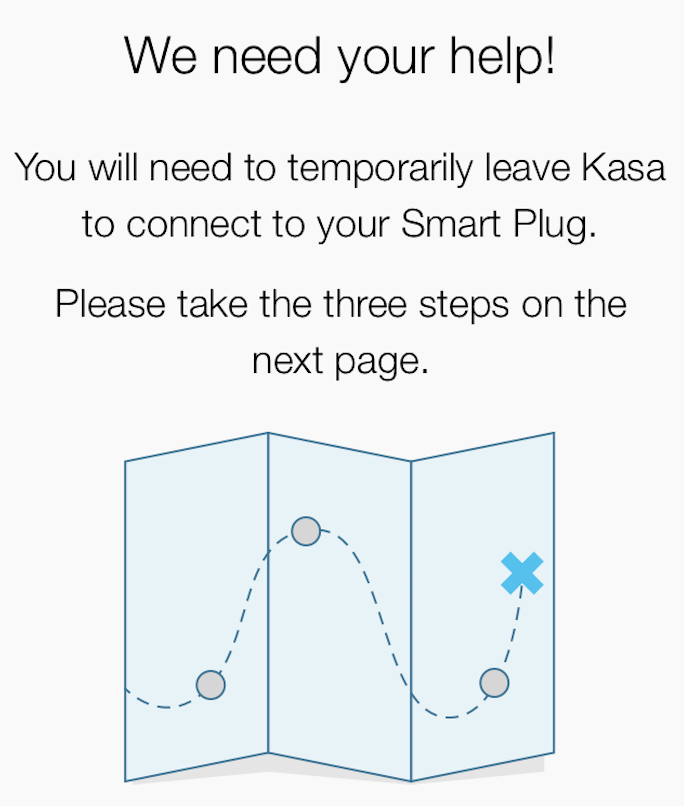 We need your help!
You will need to temporarily leave Kasa
to connect to your Smart Plug.
Please take the three steps on the
next page.